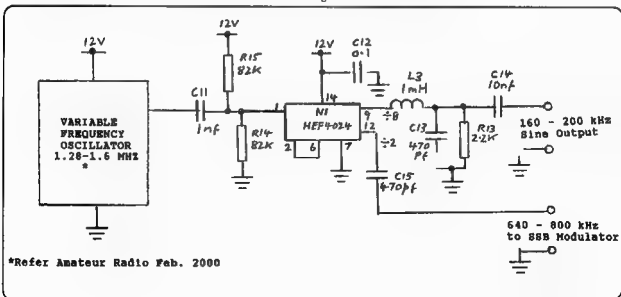 12V
12V
12V
C12
0.1
R15
82K
L3
1mH
C14
10nf
C11
1nf
VARIABLE
FREQUENCY
OSCILLATOR
1.28-1.6 MHZ
*
1
14
N1
HEF4024
9
÷8
12
÷2
2
6
7
R14
82K
C13
470
Pf
R13
2.2K
160 - 200 kHz
Sine Output
C15
470pf
640 - 800 kHz
to SSB Modulator
*Refer Amateur Radio Feb. 2000